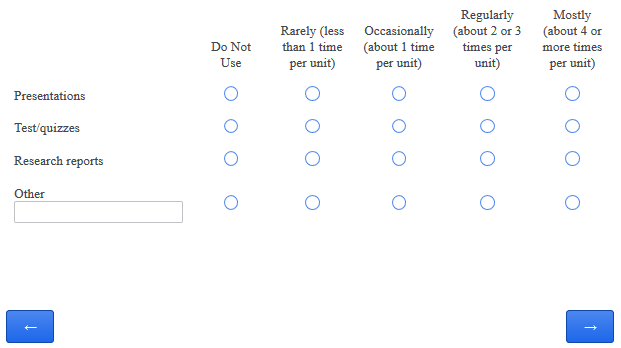 Do Not Use
Rarely (less than 1 time per unit)
Occasionally (about 1 time per unit)
Regularly (about 2 or 3 times per unit)
Mostly (about 4 or more times per unit)
Presentations
Test/quizzes
Research reports
Other
←
→